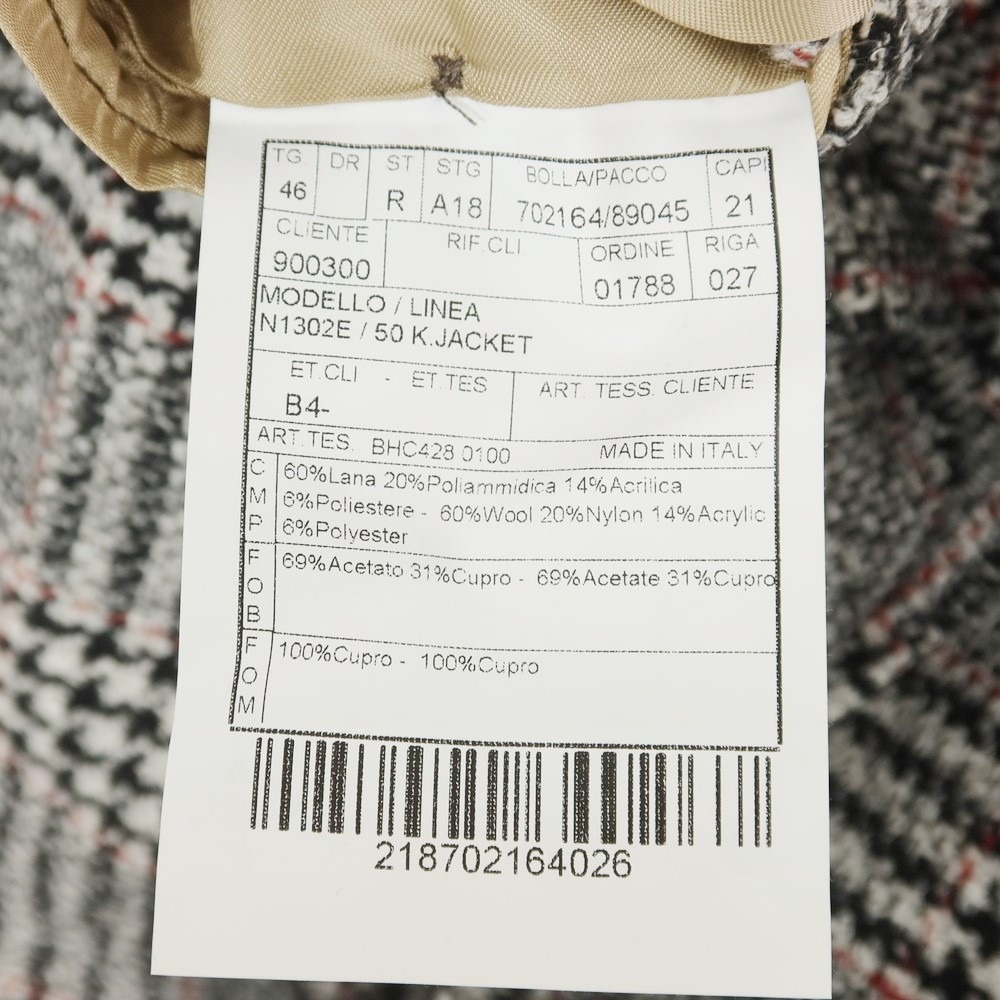 TG DR ST STG BOLLA/PACCO CAPI
46 R A18 702164/89045 21
CLIENTE RIF.CLI. ORDINE RIGA
900300 01788 027
MODELLO / LINEA
N1302E / 50 K.JACKET
ET.CLI - ET.TES ART. TESS. CLIENTE
B4-
ART.TES. BHC428 0100 MADE IN ITALY
CMP
60%Lana 20%Poliammidica 14%Acrilica
6%Poliestere - 60%Wool 20%Nylon 14%Acrylic
6%Polyester
FOB
69%Acetato 31%Cupro - 69%Acetate 31%Cupro
FOM
100%Cupro - 100%Cupro
218702164026